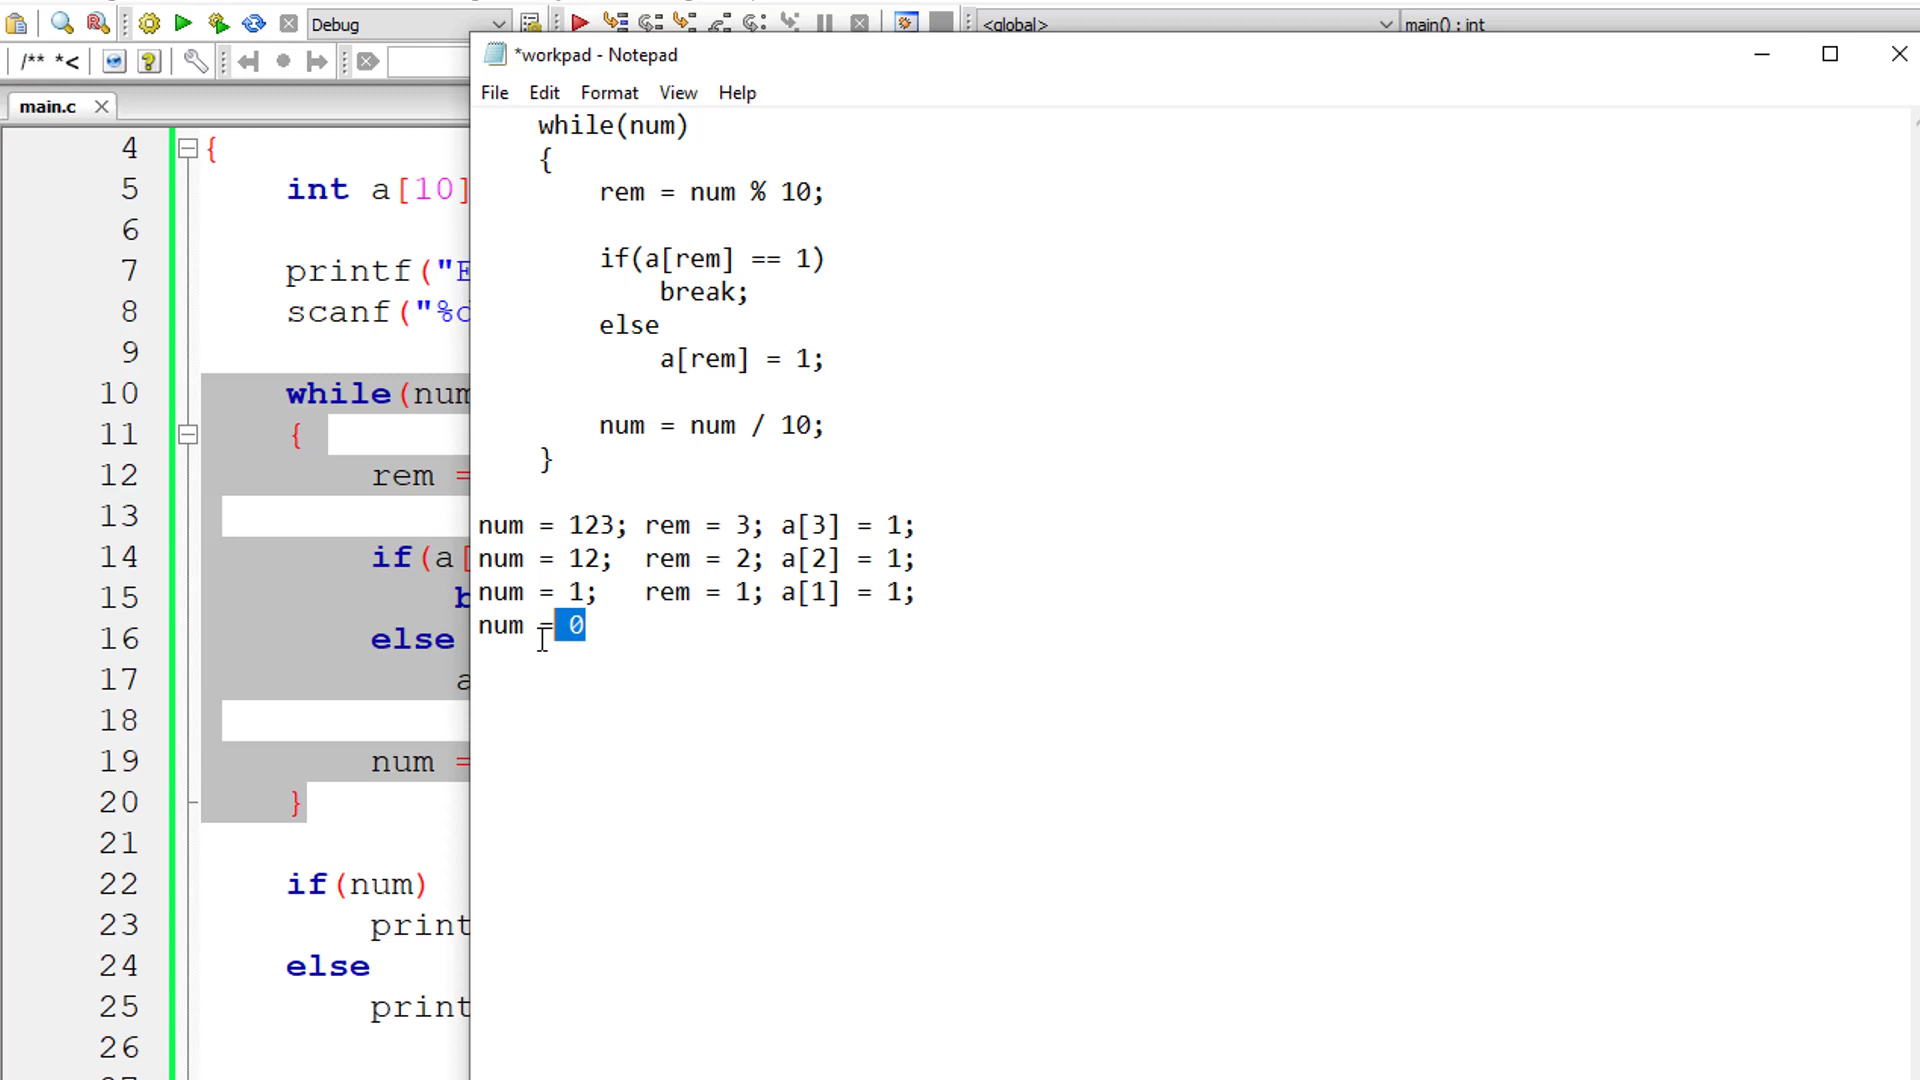 Debug
<global>
main() : int
/** *<
*workpad - Notepad
File Edit Format View Help
main.c
4 {
5 int a[10]
6
7 printf("E
8 scanf("%d
9
10 while(num
11 {
12 rem =
13
14 if(a[
15 b
16 else
17 a
18
19 num =
20 }
21
22 if(num)
23 print
24 else
25 print
26
while(num)
{
rem = num % 10;
if(a[rem] == 1)
break;
else
a[rem] = 1;
num = num / 10;
}
num = 123; rem = 3; a[3] = 1;
num = 12; rem = 2; a[2] = 1;
num = 1; rem = 1; a[1] = 1;
num = 0